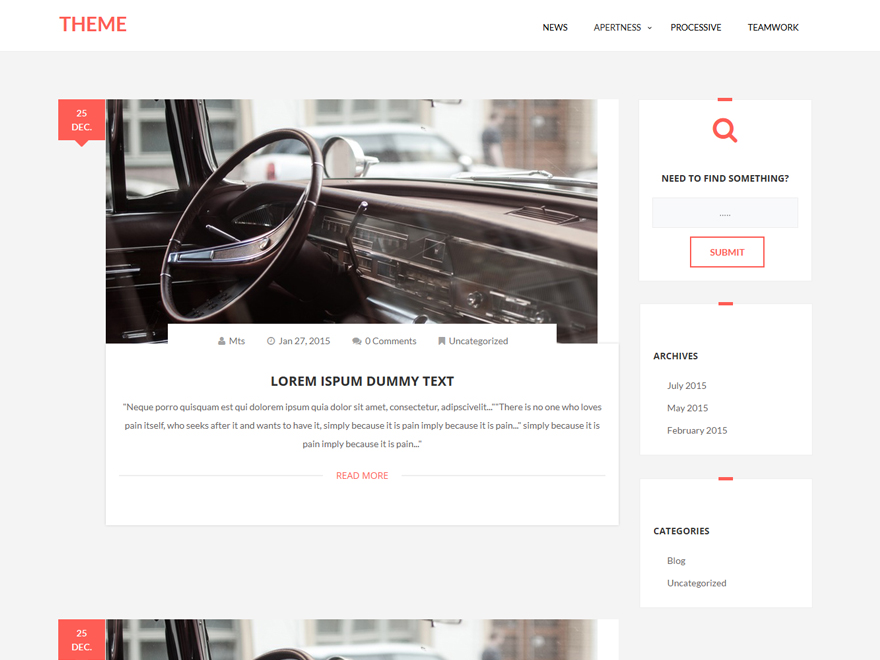 THEME
NEWS
APERTNESS
PROCESSIVE
TEAMWORK
25
DEC.
Mts
Jan 27, 2015
0 Comments
Uncategorized
LOREM ISPUM DUMMY TEXT
"Neque porro quisquam est qui dolorem ipsum quia dolor sit amet, consectetur, adipscivelit...""There is no one who loves
pain itself, who seeks after it and wants to have it, simply because it is pain imply because it is pain..." simply because it is
pain imply because it is pain..."
READ MORE
NEED TO FIND SOMETHING?
.....
SUBMIT
ARCHIVES
July 2015
May 2015
February 2015
CATEGORIES
Blog
Uncategorized
25
DEC.